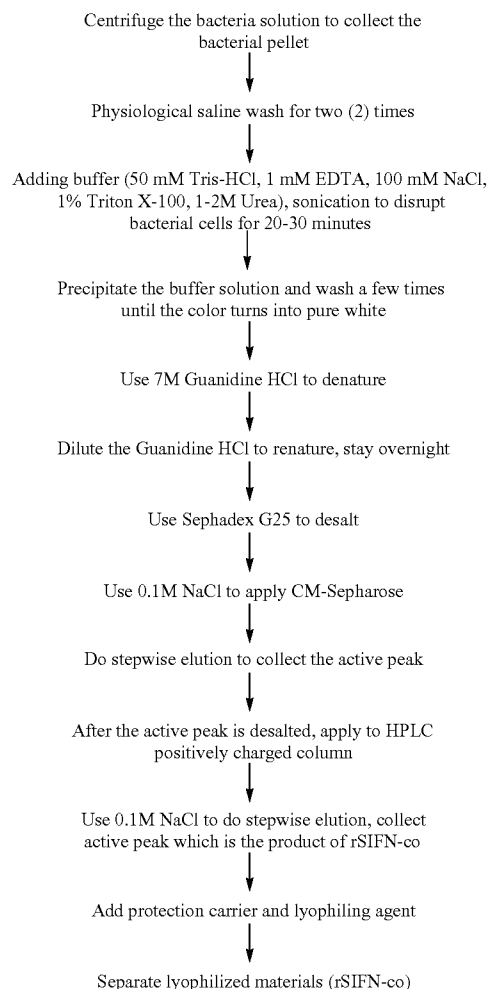 Centrifuge the bacteria solution to collect the
bacterial pellet
Physiological saline wash for two (2) times
Adding buffer (50 mM Tris-HCl, 1 mM EDTA, 100 mM NaCl,
1% Triton X-100, 1-2M Urea), sonication to disrupt
bacterial cells for 20-30 minutes
Precipitate the buffer solution and wash a few times
until the color turns into pure white
Use 7M Guanidine HCl to denature
Dilute the Guanidine HCl to renature, stay overnight
Use Sephadex G25 to desalt
Use 0.1M NaCl to apply CM-Sepharose
Do stepwise elution to collect the active peak
After the active peak is desalted, apply to HPLC
positively charged column
Use 0.1M NaCl to do stepwise elution, collect
active peak which is the product of rSIFN-co
Add protection carrier and lyophiling agent
Separate lyophilized materials (rSIFN-co)